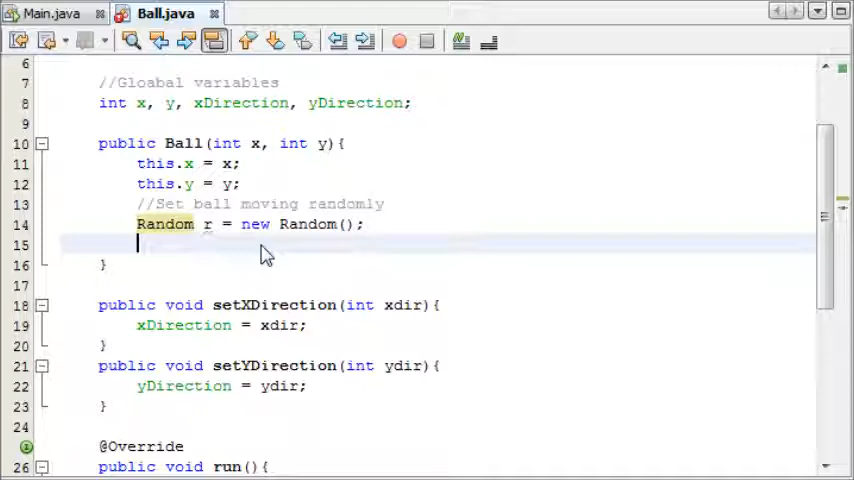 Main.java Ball.java
6
7 //Gloabal variables
8 int x, y, xDirection, yDirection;
9
10 public Ball(int x, int y){
11 this.x = x;
12 this.y = y;
13 //Set ball moving randomly
14 Random r = new Random();
15
16 }
17
18 public void setXDirection(int xdir){
19 xDirection = xdir;
20 }
21 public void setYDirection(int ydir){
22 yDirection = ydir;
23 }
24
@Override
26 public void run(){